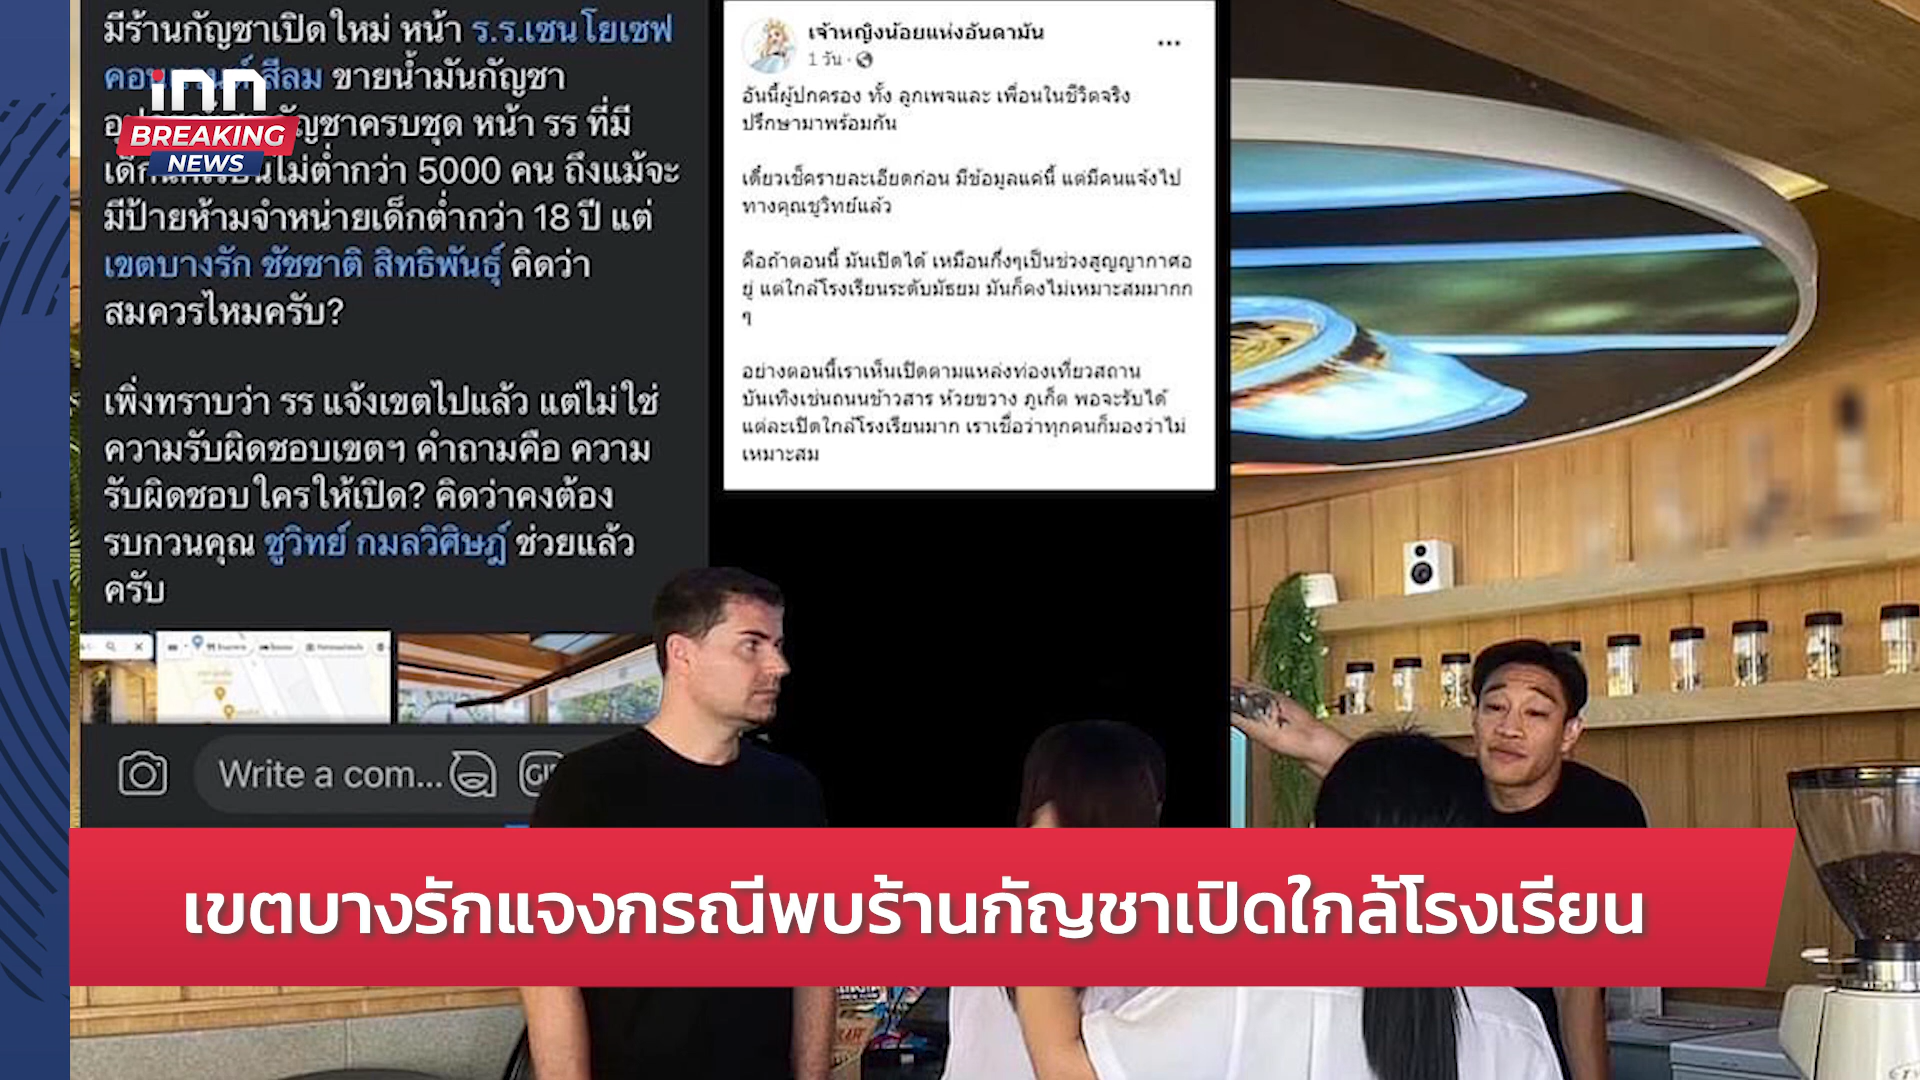 มีร้านกัญชาเปิดใหม่ หน้า ร.ร.เซนโยเซฟ
สีลม ขายน้ำมันกัญชา
กัญชาครบชุด หน้า รร ที่มี
ไม่ต่ำกว่า 5000 คน ถึงแม้จะ
มีป้ายห้ามจำหน่ายเด็กต่ำกว่า 18 ปี แต่
เขตบางรัก ชัชชาติ สิทธิพันธุ์ คิดว่า
สมควรไหมครับ?
เพิ่งทราบว่า รร แจ้งเขตไปแล้ว แต่ไม่ใช่
ความรับผิดชอบเขตฯ คำถามคือ ความ
รับผิดชอบใครให้เปิด? คิดว่าคงต้อง
รบกวนคุณ ชูวิทย์ กมลวิศิษฎ์ ช่วยแล้ว
ครับ
Write a com...
GIF
inn
BREAKING
NEWS
เจ้าหญิงน้อยแห่งอันดามัน
1 วัน ·
อันนี้ผู้ปกครอง ทั้ง ลูกเพจและ เพื่อนในชีวิตจริง
ปรึกษามาพร้อมกัน
เดี๋ยวเช็ครายละเอียดก่อน มีข้อมูลแค่นี้ แต่มีคนแจ้งไป
ทางคุณชูวิทย์แล้ว
คือถ้าตอนนี้ มันเปิดได้ เหมือนกึ่งๆเป็นช่วงสูญญากาศอ
ยู่ แต่ใกล้โรงเรียนระดับมัธยม มันก็คงไม่เหมาะสมมากก
ๆ
อย่างตอนนี้เราเห็นเปิดตามแหล่งท่องเที่ยวสถาน
บันเทิงเช่นถนนข้าวสาร ห้วยขวาง ภูเก็ต พอจะรับได้
แต่ละเปิดใกล้โรงเรียนมาก เราเชื่อว่าทุกคนก็มองว่าไม่
เหมาะสม
เขตบางรักแจงกรณีพบร้านกัญชาเปิดใกล้โรงเรียน